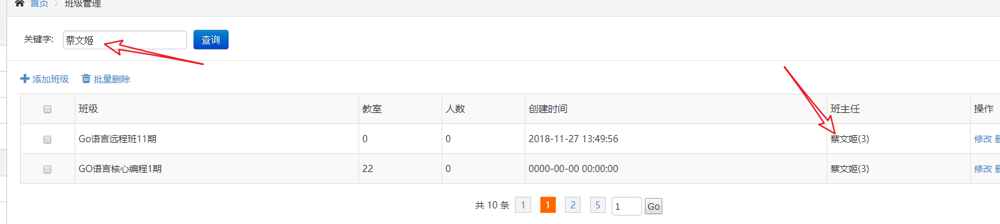 首页 > 班级管理
关键字: 蔡文姬 查询
添加班级 批量删除
班级 教室 人数 创建时间 班主任 操作
Go语言远程班11期 0 0 2018-11-27 13:49:56 蔡文姬(3) 修改
GO语言核心编程1期 22 0 0000-00-00 00:00:00 蔡文姬(3) 修改
共 10 条 1 1 2 5 1 Go